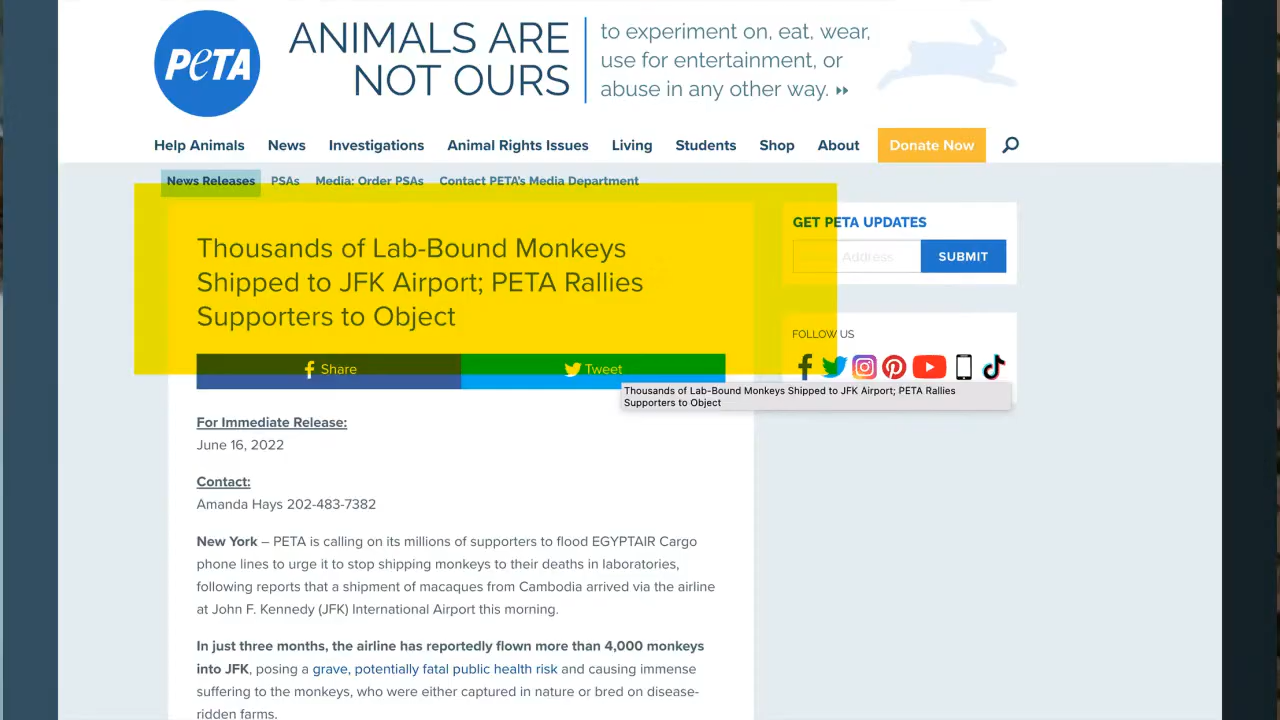 PETA
ANIMALS ARE
NOT OURS
to experiment on, eat, wear,
use for entertainment, or
abuse in any other way.
Help Animals News Investigations Animal Rights Issues Living Students Shop About Donate Now
News Releases PSAs Media: Order PSAs Contact PETA's Media Department
Thousands of Lab-Bound Monkeys
Shipped to JFK Airport; PETA Rallies
Supporters to Object
Share Tweet
For Immediate Release:
June 16, 2022
Contact:
Amanda Hays 202-483-7382
New York – PETA is calling on its millions of supporters to flood EGYPTAIR Cargo
phone lines to urge it to stop shipping monkeys to their deaths in laboratories,
following reports that a shipment of macaques from Cambodia arrived via the airline
at John F. Kennedy (JFK) International Airport this morning.
In just three months, the airline has reportedly flown more than 4,000 monkeys
into JFK, posing a grave, potentially fatal public health risk and causing immense
suffering to the monkeys, who were either captured in nature or bred on disease-
ridden farms.
GET PETA UPDATES
Address SUBMIT
FOLLOW US
Thousands of Lab-Bound Monkeys Shipped to JFK Airport; PETA Rallies
Supporters to Object